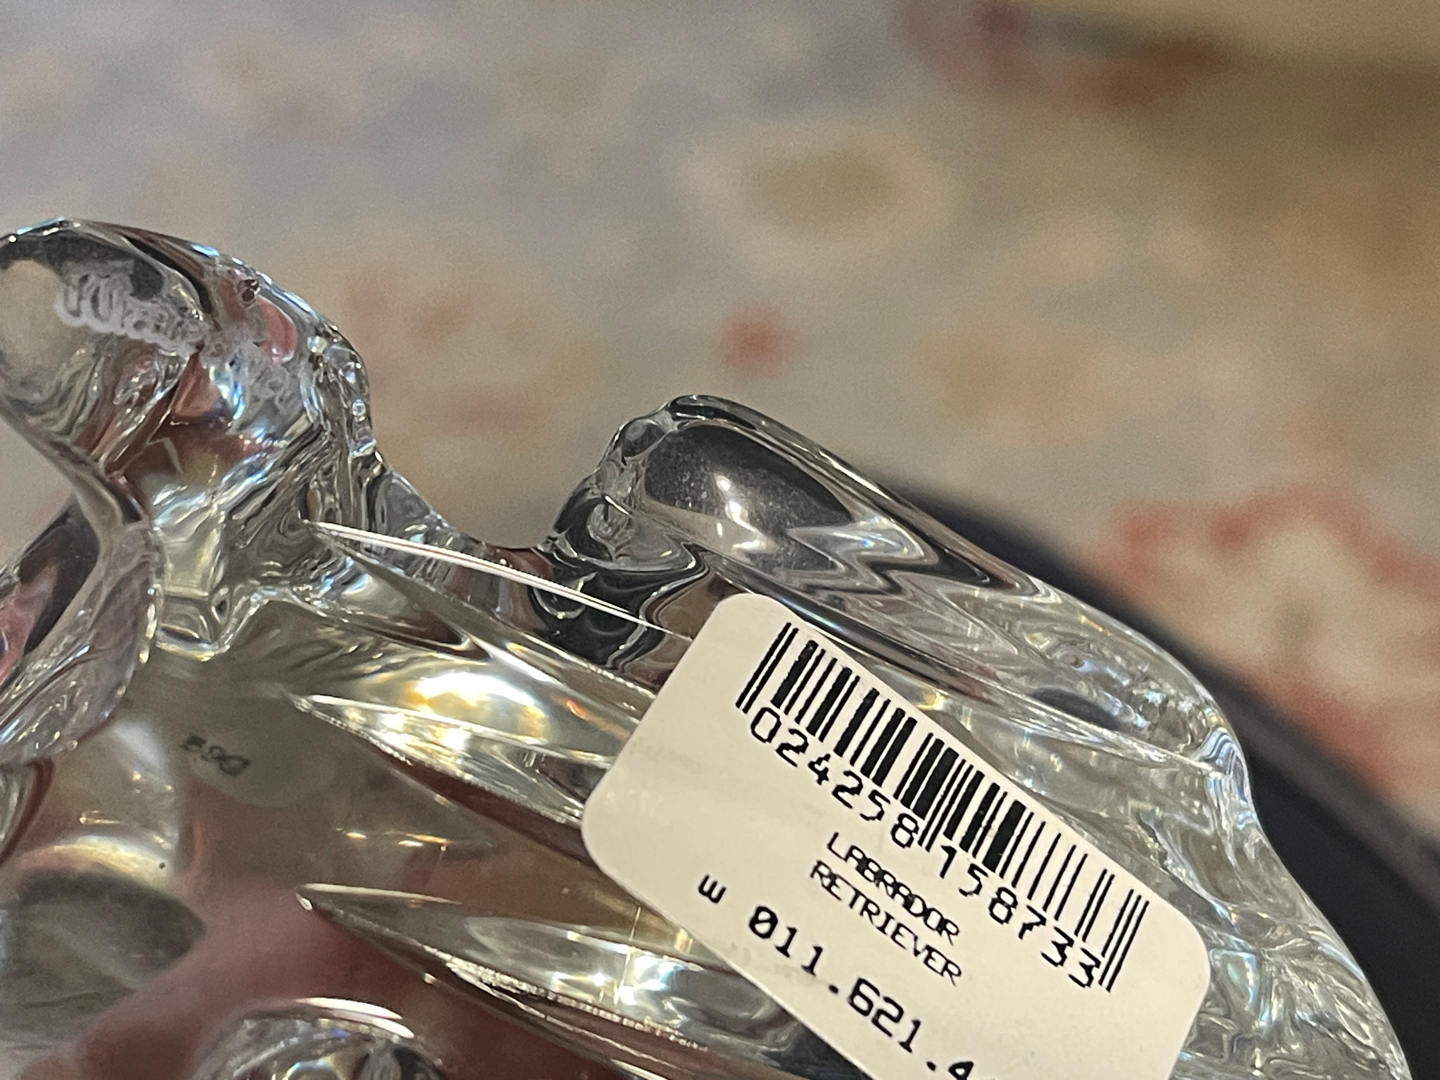 024258158733
LABRADOR
RETRIEVER
w 011.621.4